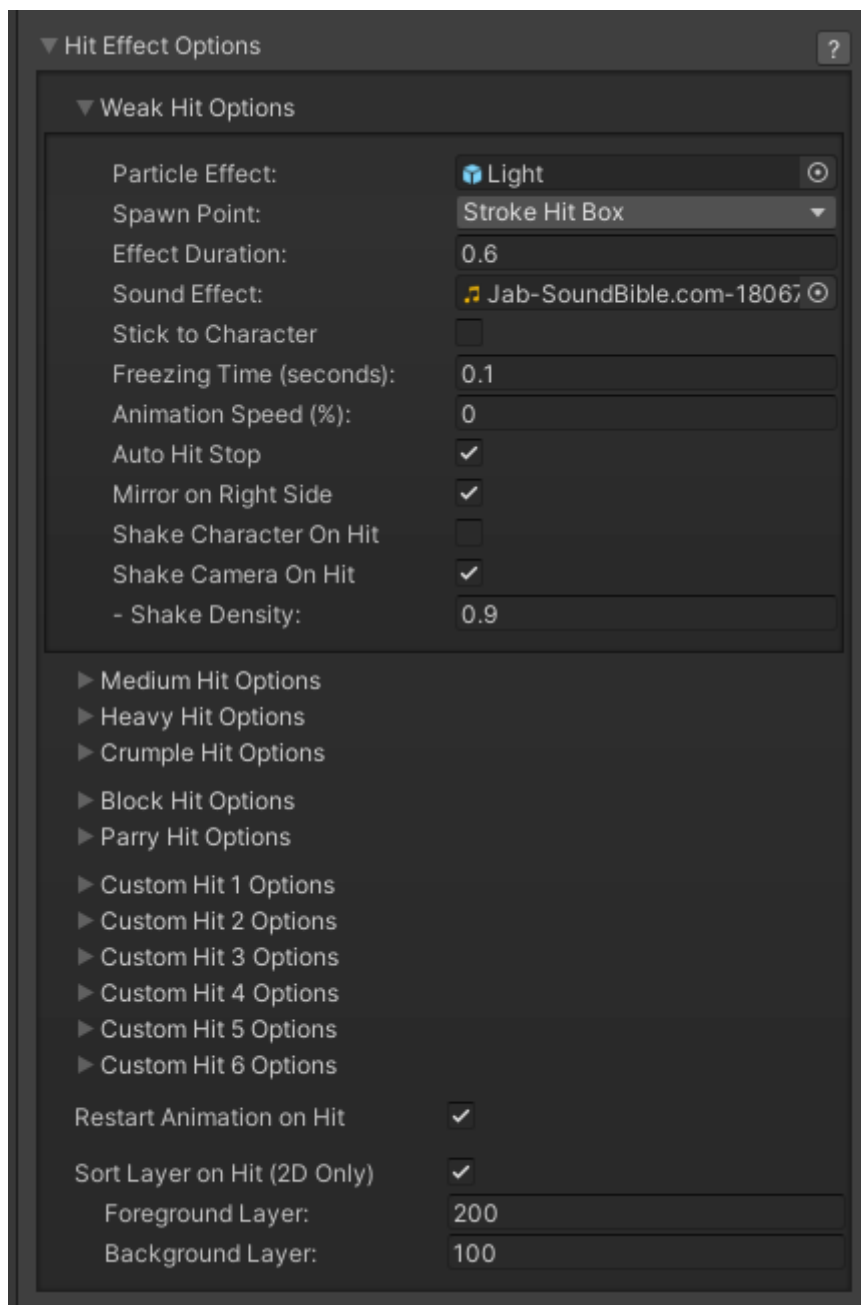 Hit Effect Options ?
Weak Hit Options
Particle Effect: Light
Spawn Point: Stroke Hit Box
Effect Duration: 0.6
Sound Effect: Jab-SoundBible.com-18067
Stick to Character
Freezing Time (seconds): 0.1
Animation Speed (%): 0
Auto Hit Stop
Mirror on Right Side
Shake Character On Hit
Shake Camera On Hit
- Shake Density: 0.9
Medium Hit Options
Heavy Hit Options
Crumple Hit Options
Block Hit Options
Parry Hit Options
Custom Hit 1 Options
Custom Hit 2 Options
Custom Hit 3 Options
Custom Hit 4 Options
Custom Hit 5 Options
Custom Hit 6 Options
Restart Animation on Hit
Sort Layer on Hit (2D Only)
Foreground Layer: 200
Background Layer: 100